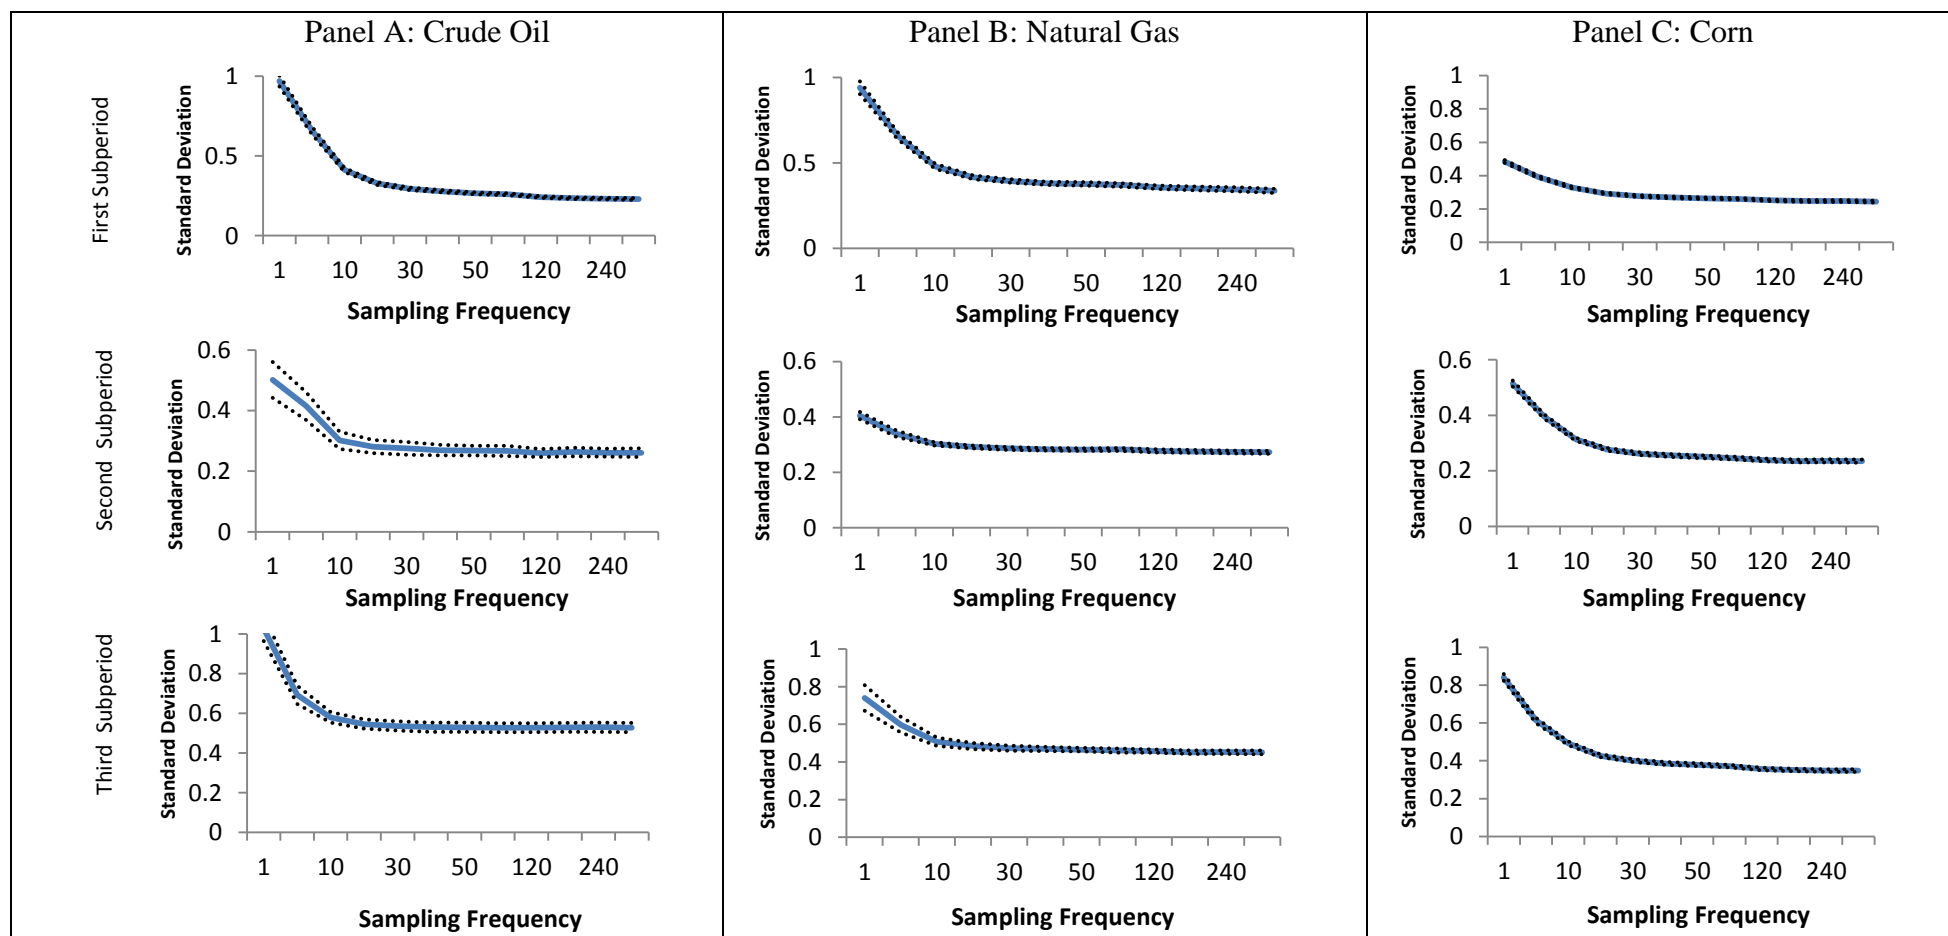 Panel A: Crude Oil
Panel B: Natural Gas
Panel C: Corn
First Subperiod
Standard Deviation
1
0.5
0
1 10 30 50 120 240
Sampling Frequency
Standard Deviation
1
0.5
0
1 10 30 50 120 240
Sampling Frequency
Standard Deviation
1
0.8
0.6
0.4
0.2
0
1 10 30 50 120 240
Sampling Frequency
Second Subperiod
Standard Deviation
0.6
0.4
0.2
0
1 10 30 50 120 240
Sampling Frequency
Standard Deviation
0.6
0.4
0.2
0
1 10 30 50 120 240
Sampling Frequency
Standard Deviation
0.6
0.4
0.2
0
1 10 30 50 120 240
Sampling Frequency
Third Subperiod
Standard Deviation
1
0.8
0.6
0.4
0.2
0
1 10 30 50 120 240
Sampling Frequency
Standard Deviation
1
0.8
0.6
0.4
0.2
0
1 10 30 50 120 240
Sampling Frequency
Standard Deviation
1
0.8
0.6
0.4
0.2
0
1 10 30 50 120 240
Sampling Frequency